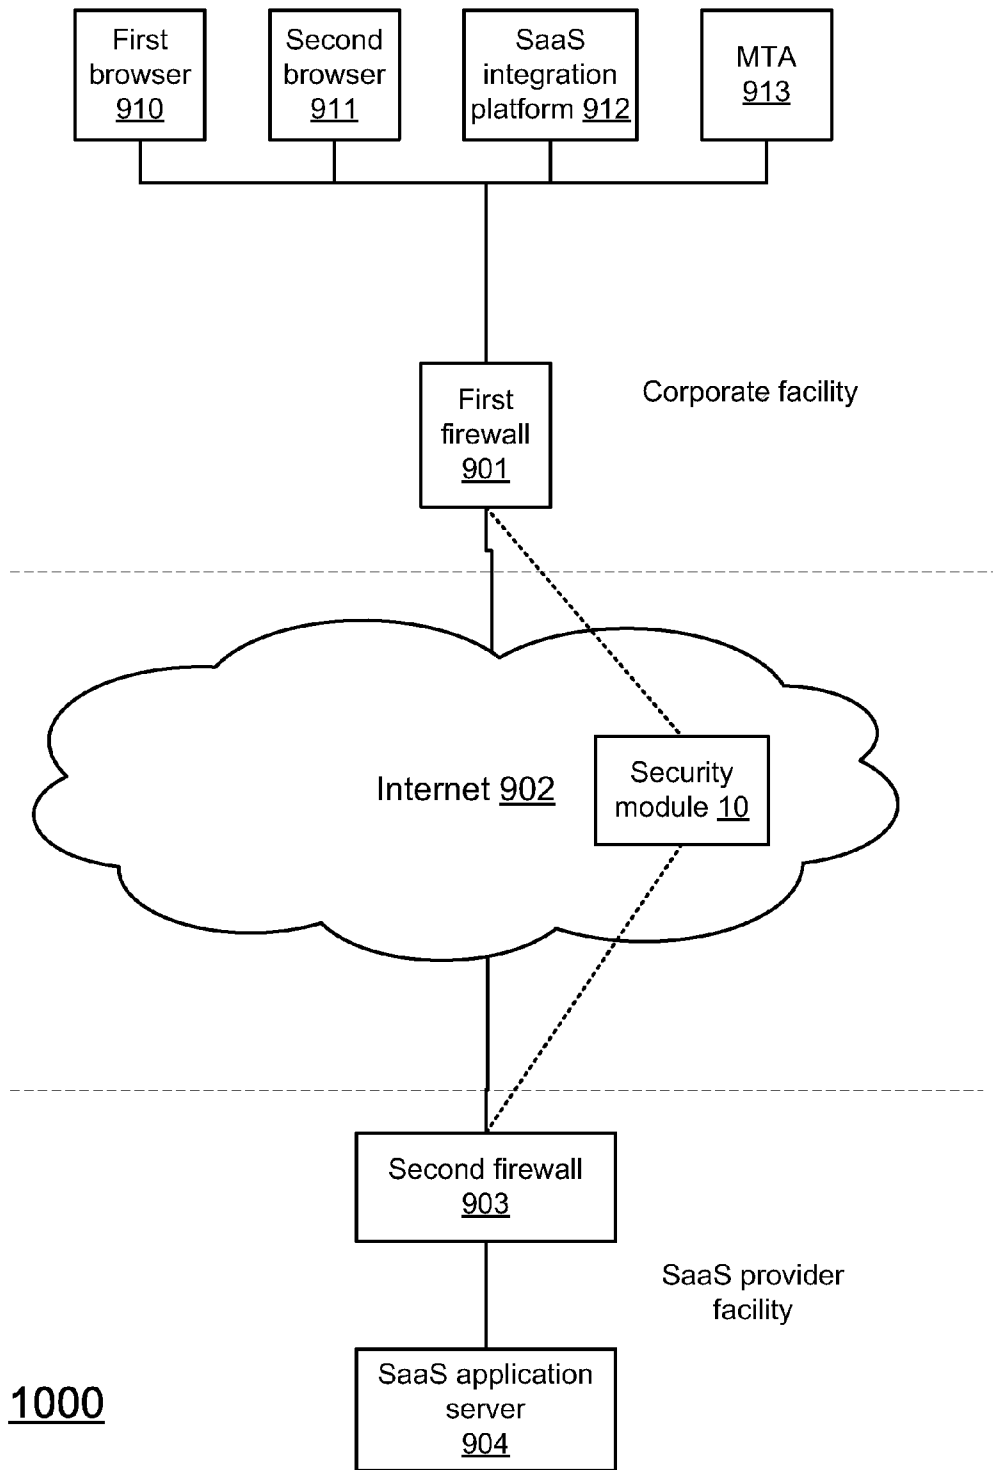 First
browser
910
Second
browser
911
SaaS
integration
platform 912
MTA
913
First
firewall
901
Corporate facility
Internet 902
Security
module 10
Second firewall
903
SaaS provider
facility
SaaS application
server
904
1000